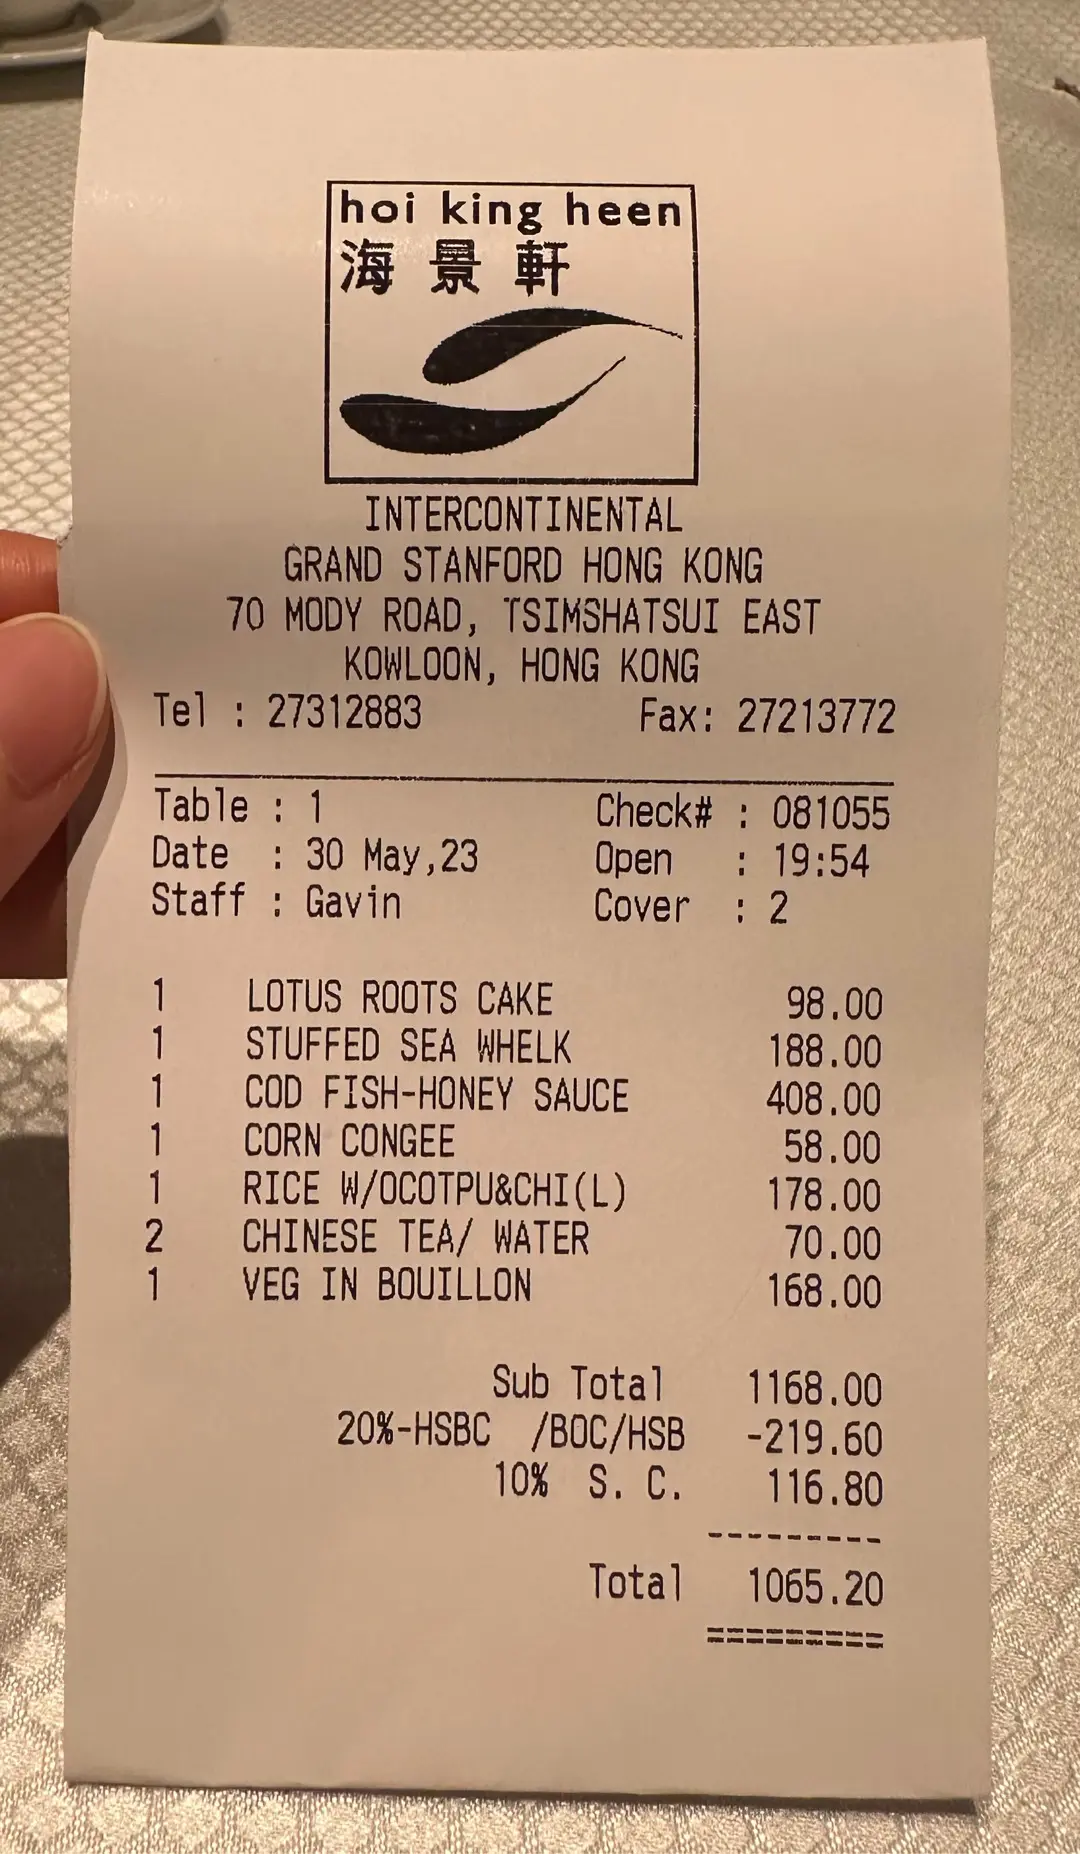 hoi king heen
海景軒
INTERCONTINENTAL
GRAND STANFORD HONG KONG
70 MODY ROAD, TSIMSHATSUI EAST
KOWLOON, HONG KONG
Tel : 27312883 Fax: 27213772
Table : 1 Check# : 081055
Date : 30 May,23 Open : 19:54
Staff : Gavin Cover : 2
1 LOTUS ROOTS CAKE 98.00
1 STUFFED SEA WHELK 188.00
1 COD FISH-HONEY SAUCE 408.00
1 CORN CONGEE 58.00
1 RICE W/OCOTPU&CHI(L) 178.00
2 CHINESE TEA/ WATER 70.00
1 VEG IN BOUILLON 168.00
Sub Total 1168.00
20%-HSBC /BOC/HSB -219.60
10% S. C. 116.80
---------
Total 1065.20
=========